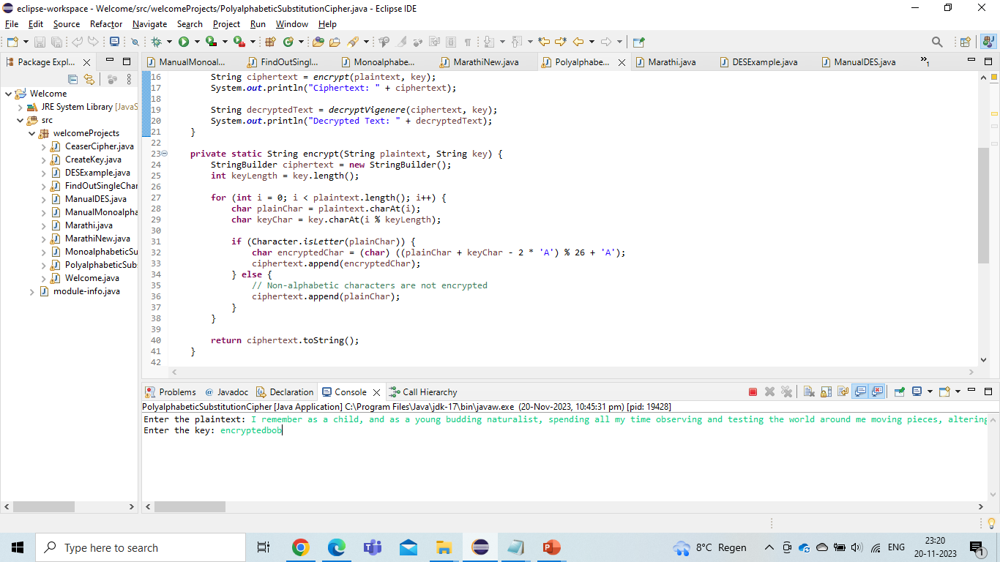 eclipse-workspace - Welcome/src/welcomeProjects/PolyalphabeticSubstitutionCipher.java - Eclipse IDE
File Edit Source Refactor Navigate Search Project Run Window Help
Package Expl...
ManualMonoal... FindOutSingl... Monoalphabe... MarathiNew.java Polyalphabe... Marathi.java DESExample.java ManualDES.java »1
Welcome
JRE System Library [JavaS
src
welcomeProjects
CeaserCipher.java
CreateKey.java
DESExample.java
FindOutSingleChar
ManualDES.java
ManualMonoalpha
Marathi.java
MarathiNew.java
MonoalphabeticSu
PolyalphabeticSub
Welcome.java
module-info.java
16 String ciphertext = encrypt(plaintext, key);
17 System.out.println("Ciphertext: " + ciphertext);
18
19 String decryptedText = decryptVigenere(ciphertext, key);
20 System.out.println("Decrypted Text: " + decryptedText);
21 }
22
23 private static String encrypt(String plaintext, String key) {
24 StringBuilder ciphertext = new StringBuilder();
25 int keyLength = key.length();
26
27 for (int i = 0; i < plaintext.length(); i++) {
28 char plainChar = plaintext.charAt(i);
29 char keyChar = key.charAt(i % keyLength);
30
31 if (Character.isLetter(plainChar)) {
32 char encryptedChar = (char) ((plainChar + keyChar - 2 * 'A') % 26 + 'A');
33 ciphertext.append(encryptedChar);
34 } else {
35 // Non-alphabetic characters are not encrypted
36 ciphertext.append(plainChar);
37 }
38 }
39
40 return ciphertext.toString();
41 }
42
Problems @ Javadoc Declaration Console Call Hierarchy
PolyalphabeticSubstitutionCipher [Java Application] C:\Program Files\Java\jdk-17\bin\javaw.exe (20-Nov-2023, 10:45:31 pm) [pid: 19428]
Enter the plaintext: I remember as a child, and as a young budding naturalist, spending all my time observing and testing the world around me moving pieces, altering
Enter the key: encryptedbob
Type here to search
8°C Regen
ENG
23:20
20-11-2023
1